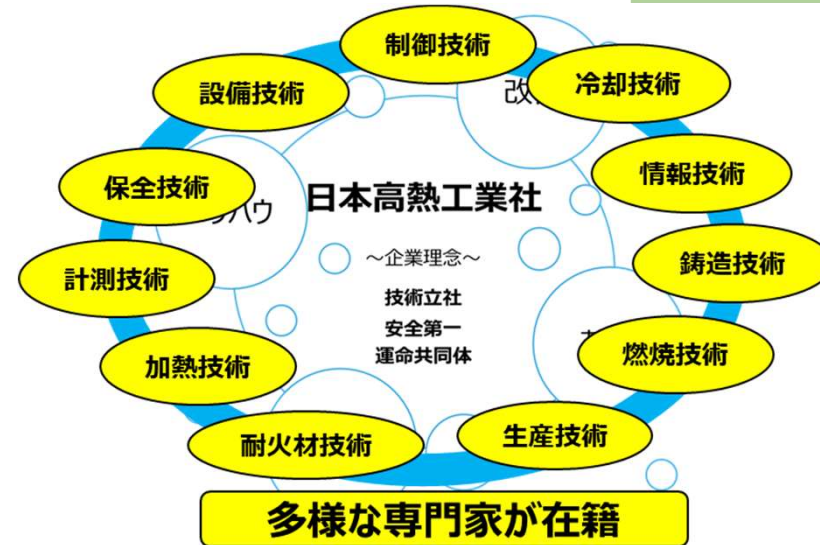 制御技術
設備技術
冷却技術
保全技術
情報技術
日本高熱工業社
～企業理念～
技術立社
安全第一
運命共同体
計測技術
鋳造技術
加熱技術
燃焼技術
耐火材技術
生産技術
多様な専門家が在籍